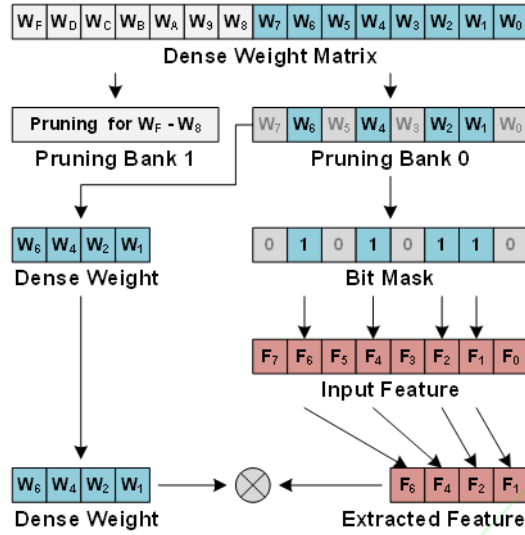 W_F W_D W_C W_B W_A W_9 W_8 W_7 W_6 W_5 W_4 W_3 W_2 W_1 W_0
Dense Weight Matrix
Pruning for W_F - W_8
W_7 W_6 W_5 W_4 W_3 W_2 W_1 W_0
Pruning Bank 1
Pruning Bank 0
W_6 W_4 W_2 W_1
0 1 0 1 0 1 1 0
Dense Weight
Bit Mask
F_7 F_6 F_5 F_4 F_3 F_2 F_1 F_0
Input Feature
W_6 W_4 W_2 W_1
F_6 F_4 F_2 F_1
Dense Weight
Extracted Feature